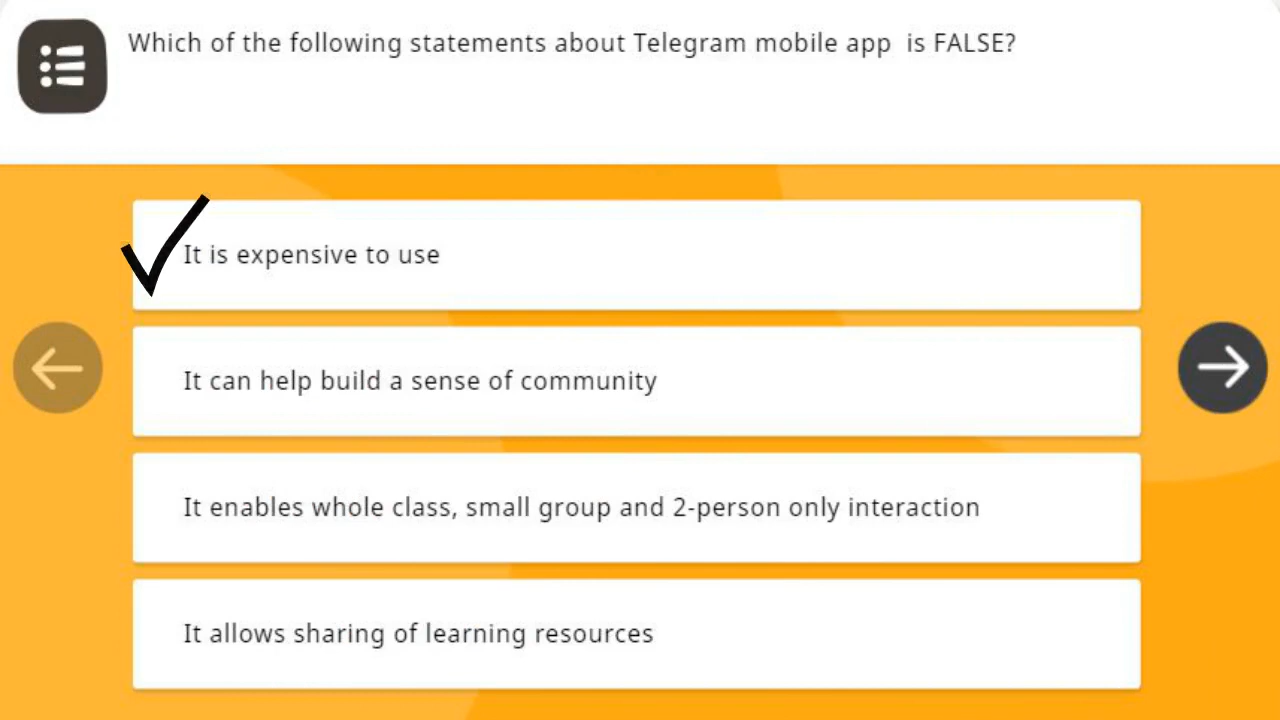 Which of the following statements about Telegram mobile app  is FALSE?
It is expensive to use
It can help build a sense of community
It enables whole class, small group and 2-person only interaction
It allows sharing of learning resources